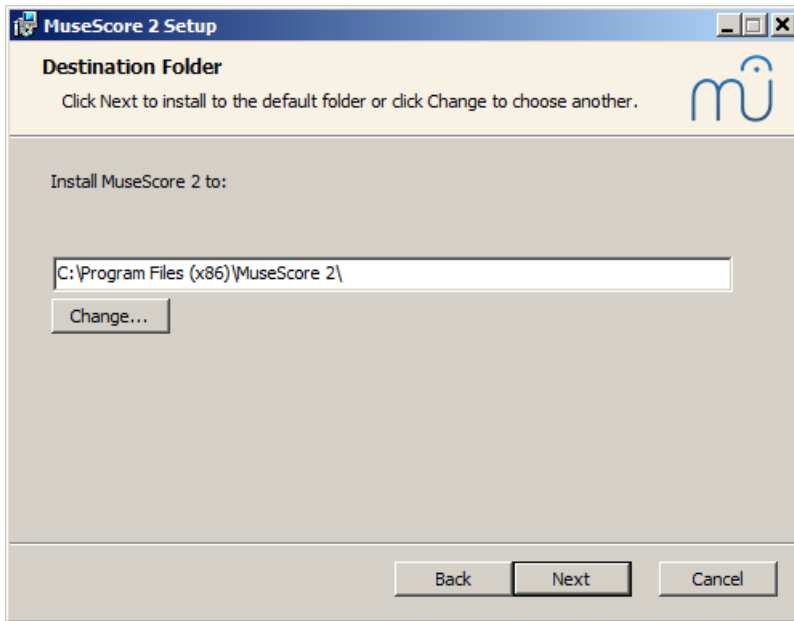 MuseScore 2 Setup
Destination Folder
Click Next to install to the default folder or click Change to choose another.
Install MuseScore 2 to:
C:\Program Files (x86)\MuseScore 2\
Change...
Back Next Cancel